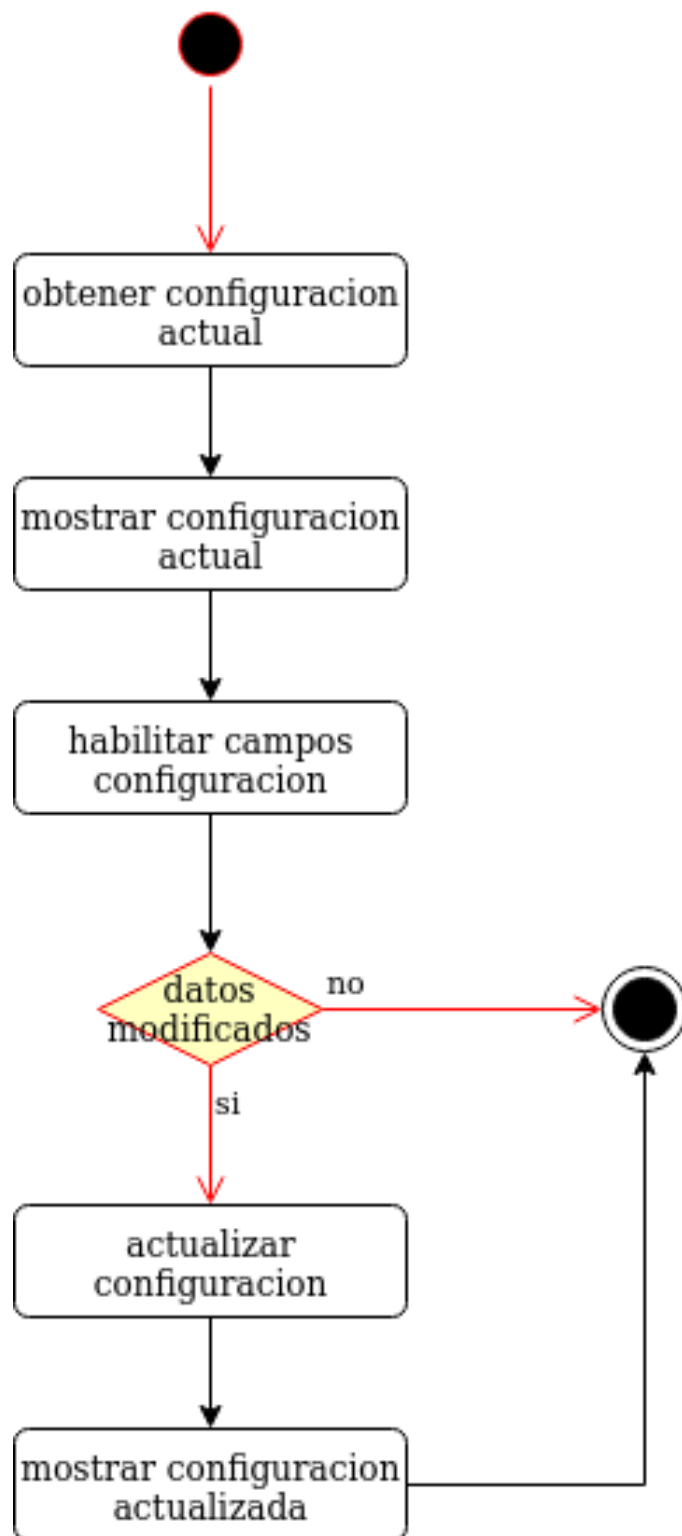 obtener configuracion
actual
mostrar configuracion
actual
habilitar campos
configuracion
datos
modificados
no
si
actualizar
configuracion
mostrar configuracion
actualizada